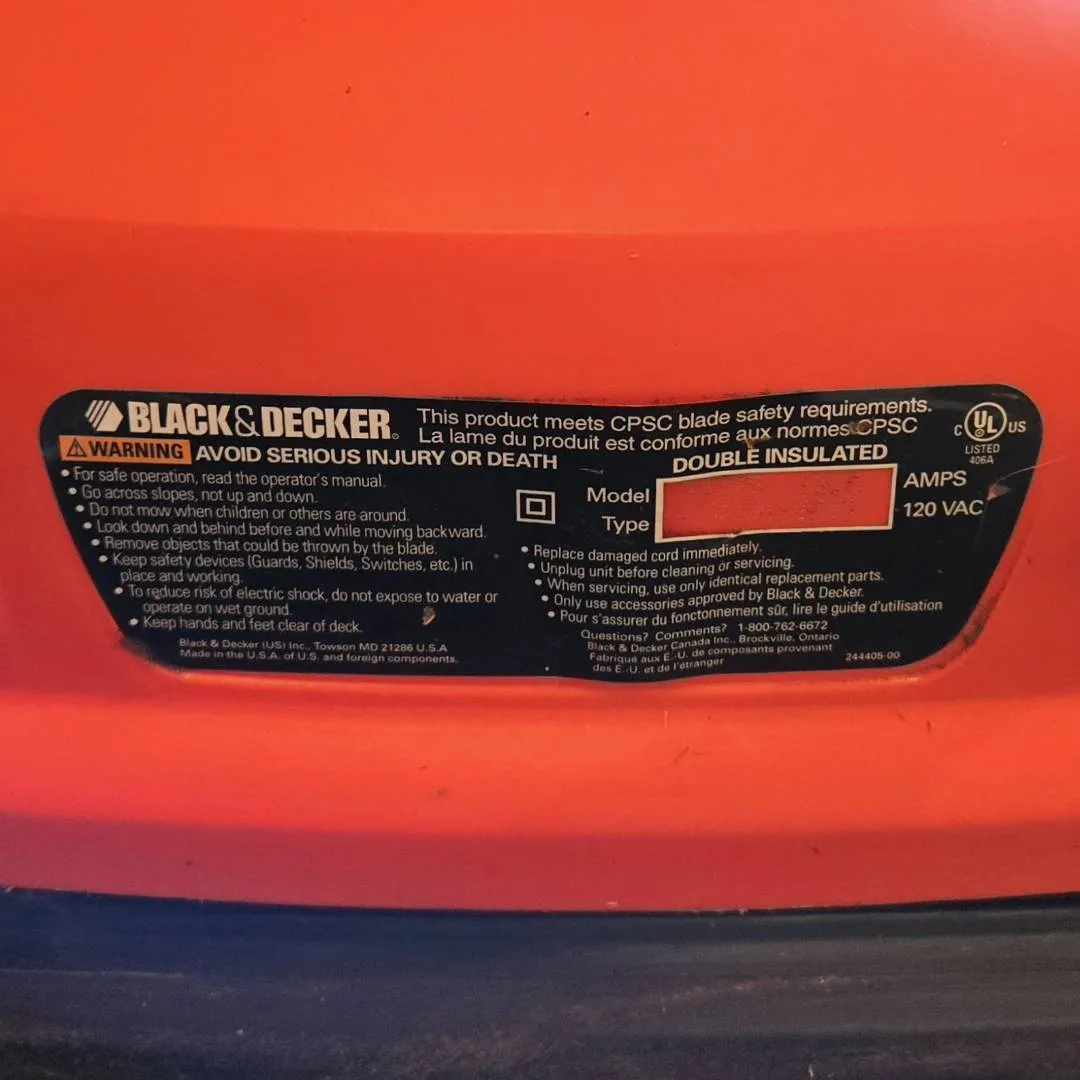 BLACK & DECKER®
This product meets CPSC blade safety requirements.
La lame du produit est conforme aux normes CPSC
C UL® US
LISTED
406A
WARNING AVOID SERIOUS INJURY OR DEATH
• For safe operation, read the operator's manual.
• Go across slopes, not up and down.
• Do not mow when children or others are around.
• Look down and behind before and while moving backward.
• Remove objects that could be thrown by the blade.
• Keep safety devices (Guards, Shields, Switches, etc.) in
place and working.
• To reduce risk of electric shock, do not expose to water or
operate on wet ground.
• Keep hands and feet clear of deck.
Black & Decker (US) Inc., Towson MD 21286 U.S.A
Made in the U.S.A. of U.S. and foreign components.
DOUBLE INSULATED
Model
Type
AMPS
120 VAC
• Replace damaged cord immediately.
• Unplug unit before cleaning or servicing.
• When servicing, use only identical replacement parts.
• Only use accessories approved by Black & Decker.
• Pour s'assurer du fonctionnement sûr, lire le guide d'utilisation
Questions? Comments? 1-800-762-6672
Black & Decker Canada Inc., Brockville, Ontario
Fabriqué aux É.-U. de composants provenant
des É.-U. et de l'étranger
244405-00